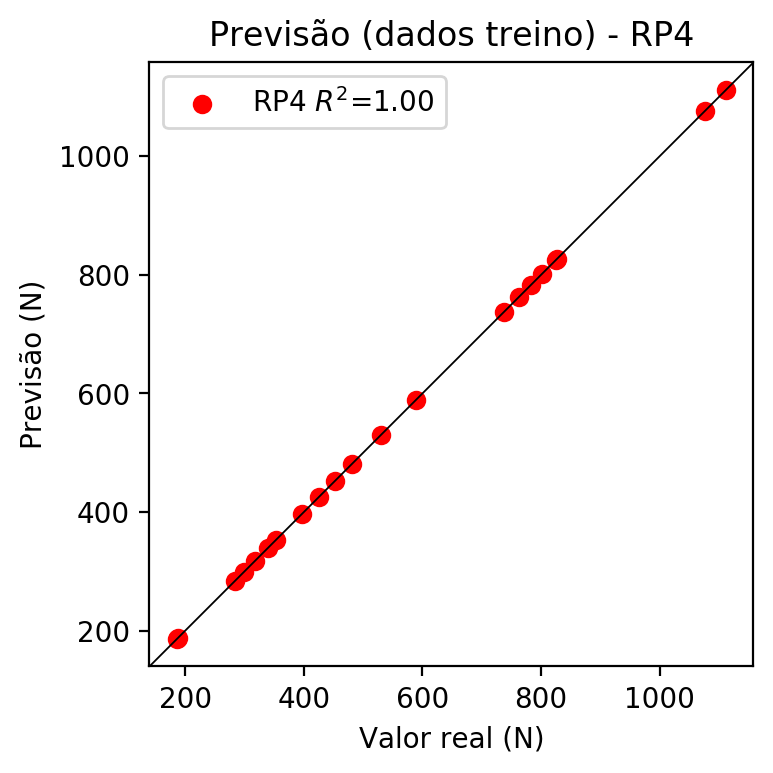 Previsão (dados treino) - RP4
RP4 R²=1.00
1000
800
600
400
200
Previsão (N)
200 400 600 800 1000
Valor real (N)